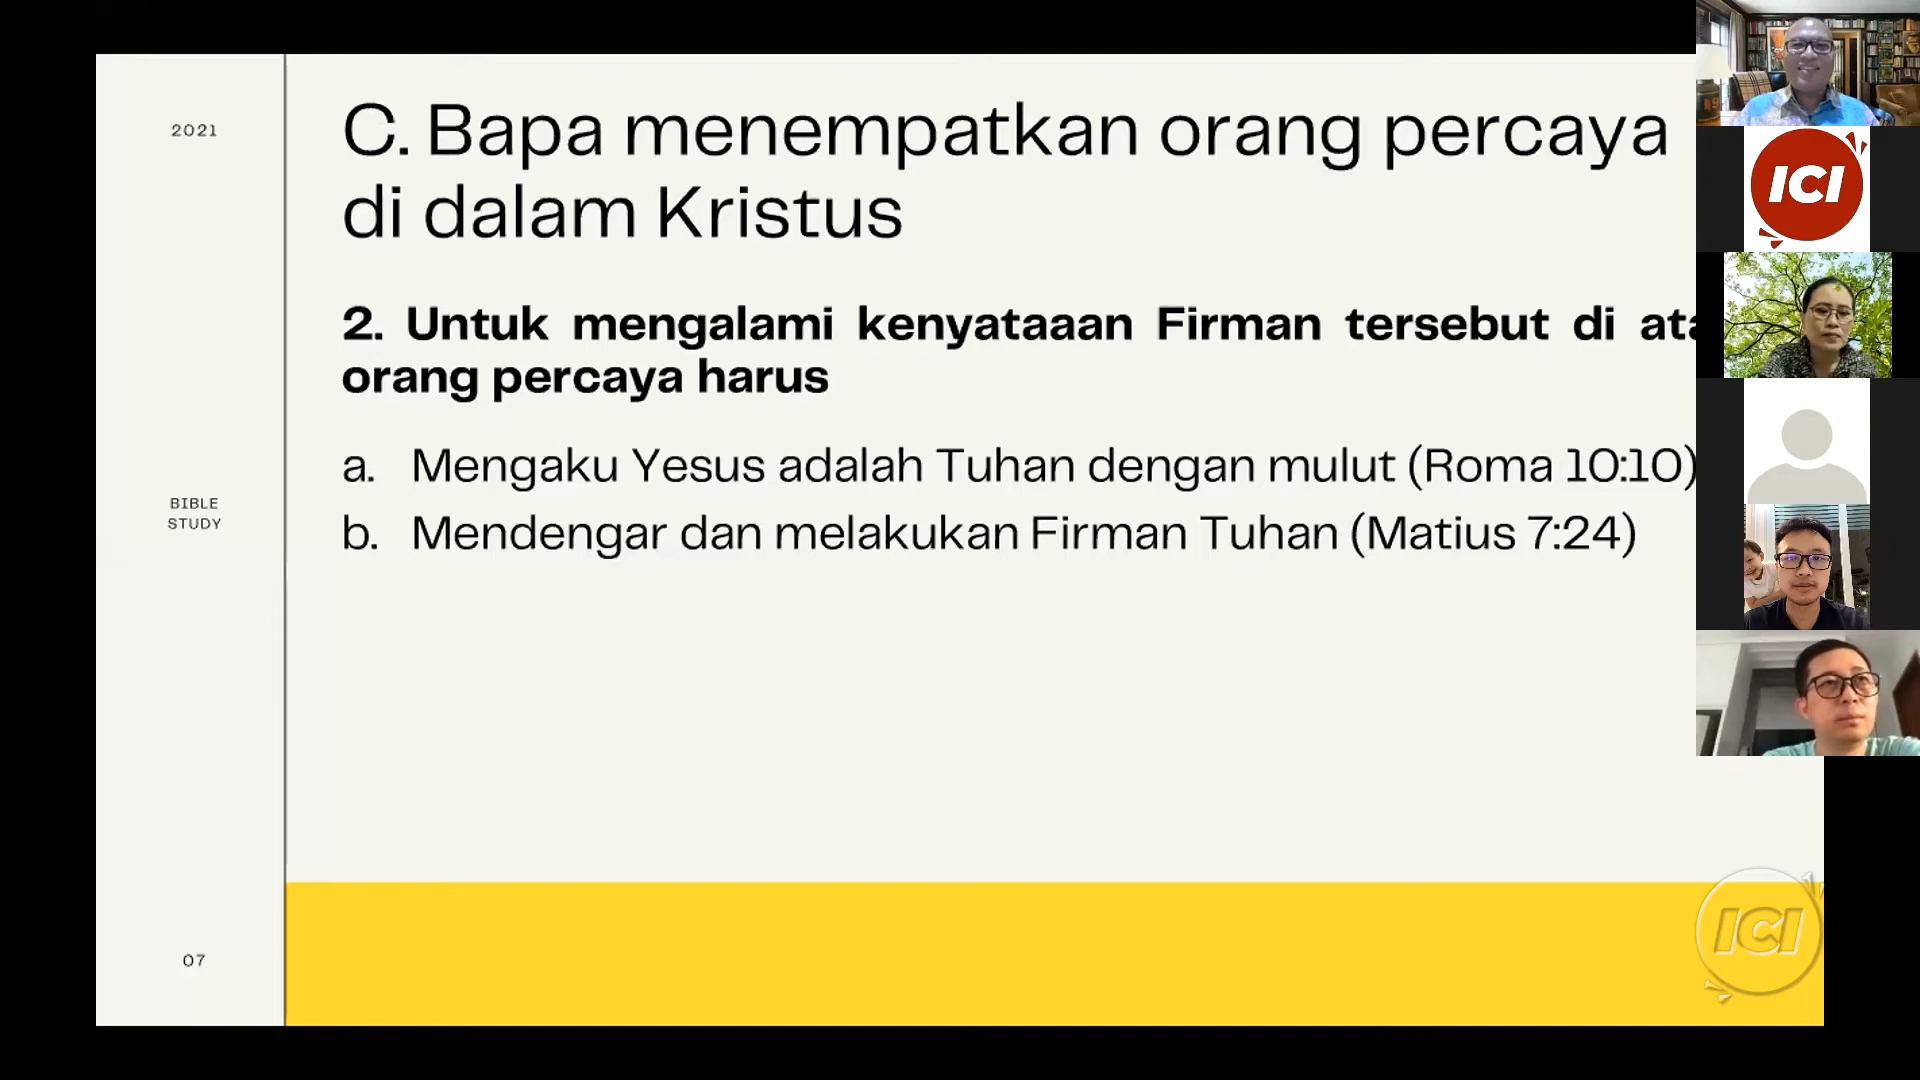 2021
C. Bapa menempatkan orang percaya
di dalam Kristus
2. Untuk mengalami kenyataaan Firman tersebut di
orang percaya harus
a. Mengaku Yesus adalah Tuhan dengan mulut (Roma 10:10)
b. Mendengar dan melakukan Firman Tuhan (Matius 7:24)
BIBLE
STUDY
07
ICI
ICI